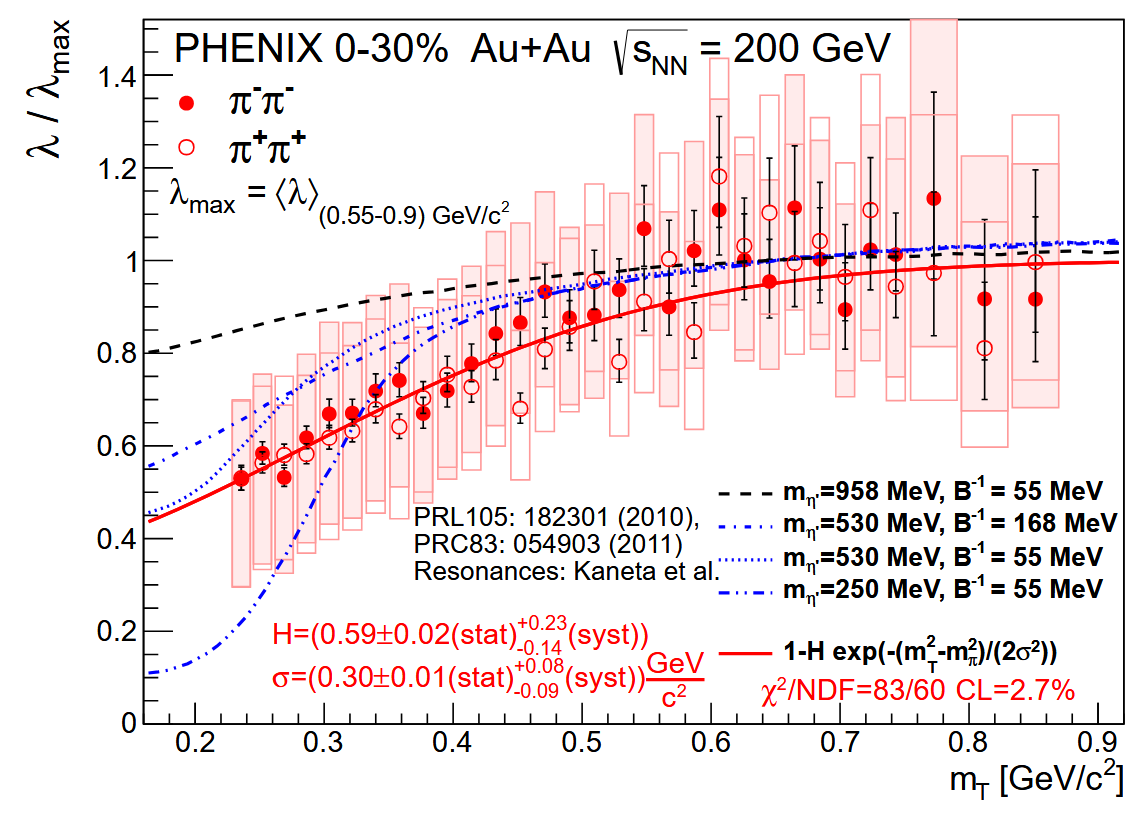 PHENIX 0-30% Au+Au √sNN = 200 GeV
π-π-
π+π+
λmax = ⟨λ⟩(0.55-0.9) GeV/c2
λ / λmax
1.4
1.2
1
0.8
0.6
0.4
0.2
0
PRL105: 182301 (2010),
PRC83: 054903 (2011)
Resonances: Kaneta et al.
mη'=958 MeV, B-1 = 55 MeV
mη'=530 MeV, B-1 = 168 MeV
mη'=530 MeV, B-1 = 55 MeV
mη'=250 MeV, B-1 = 55 MeV
H=(0.59±0.02(stat)+0.23-0.14(syst))
σ=(0.30±0.01(stat)+0.08-0.09(syst))GeV/c2
1-H exp(-(m2T-m2π)/(2σ2))
χ2/NDF=83/60 CL=2.7%
0.2 0.3 0.4 0.5 0.6 0.7 0.8 0.9
mT [GeV/c2]